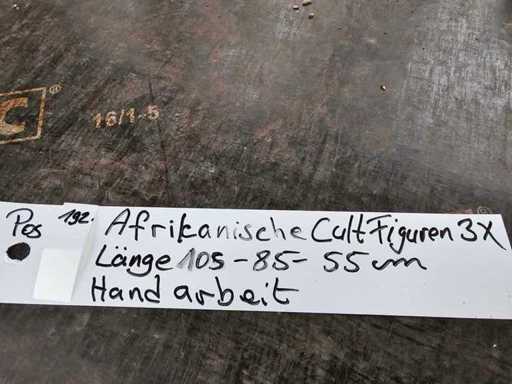 16/1-5
Pos 192. Afrikanische Cult Figuren 3X
Länge 105 - 85 - 55 cm
Hand arbeit